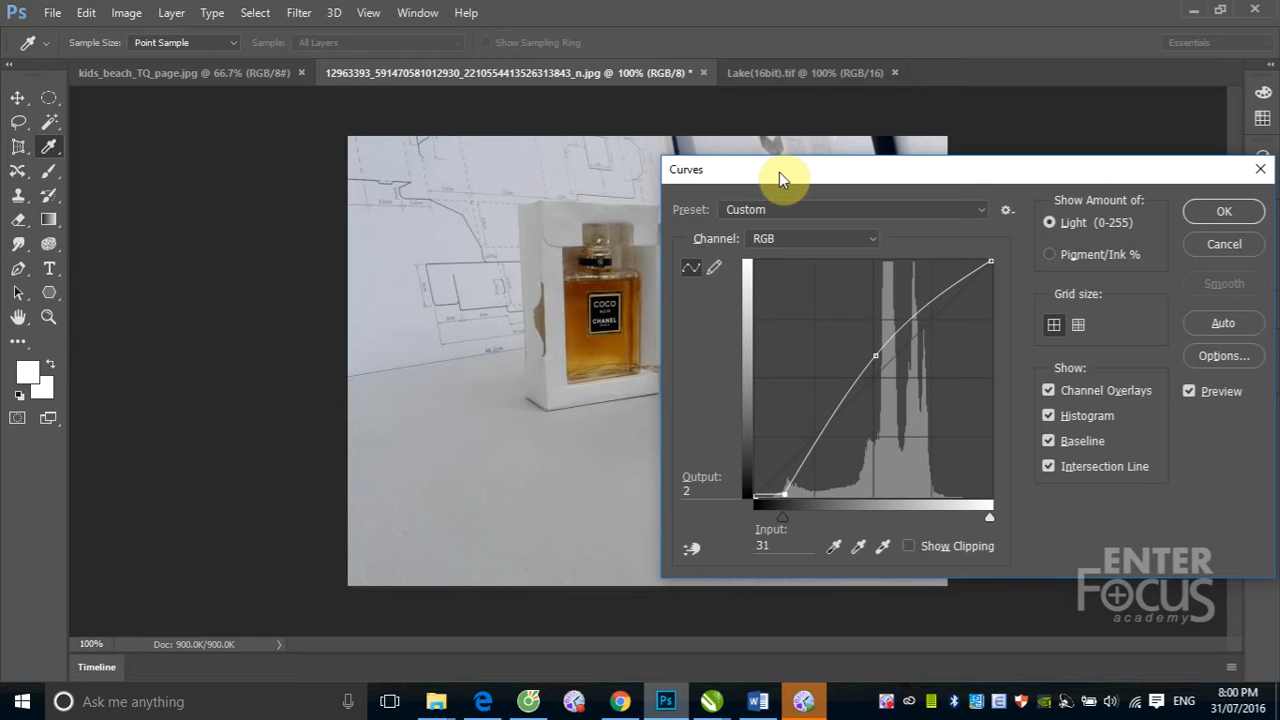 Ps File Edit Image Layer Type Select Filter 3D View Window Help
Sample Size: Point Sample Sample: All Layers Show Sampling Ring Essentials
kids_beach_TQ_page.jpg @ 66.7% (RGB/8#) × 12963393_591470581012930_2210554413526313843_n.jpg @ 100% (RGB/8) * × Lake(16bit).tif @ 100% (RGB/16) ×
Curves
Preset: Custom
Channel: RGB
Show Amount of:
Light (0-255)
Pigment/Ink %
Grid size:
Show:
Channel Overlays
Histogram
Baseline
Intersection Line
OK
Cancel
Smooth
Auto
Options...
Preview
Output:
2
Input:
31
Show Clipping
COCO
NOIR
CHANEL
ENTER
FOCUS
academy
100% Doc: 900.0K/900.0K
Timeline
Ask me anything
ENG
8:00 PM
31/07/2016